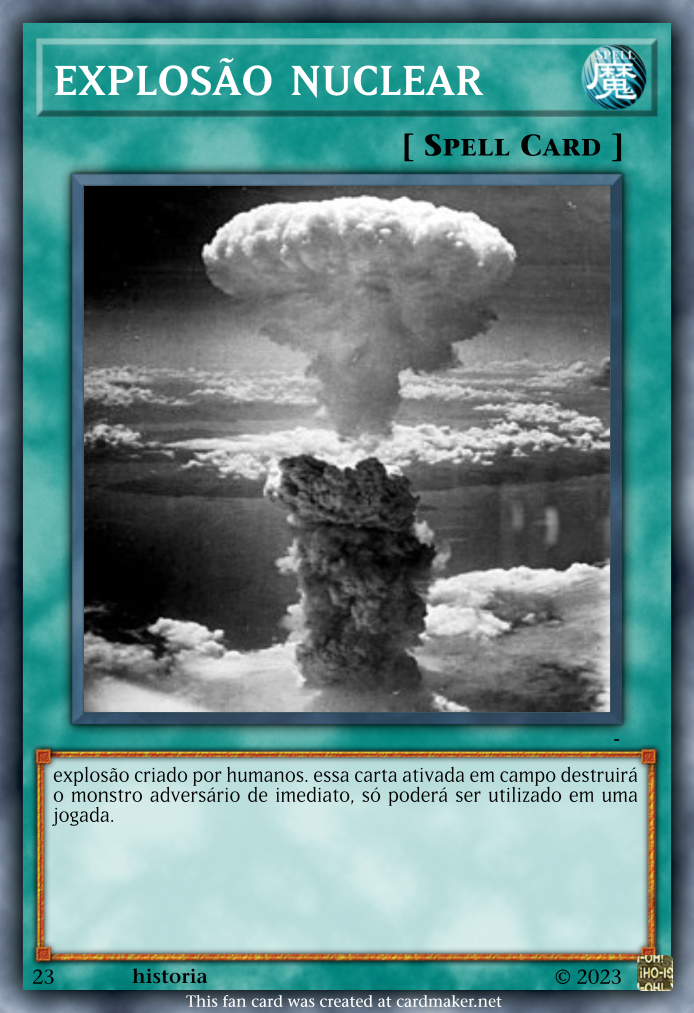 EXPLOSÃO NUCLEAR
SPELL
魔
[ SPELL CARD ]
-
explosão criado por humanos. essa carta ativada em campo destruirá
o monstro adversário de imediato, só poderá ser utilizado em uma
jogada.
23 historia © 2023
This fan card was created at cardmaker.net